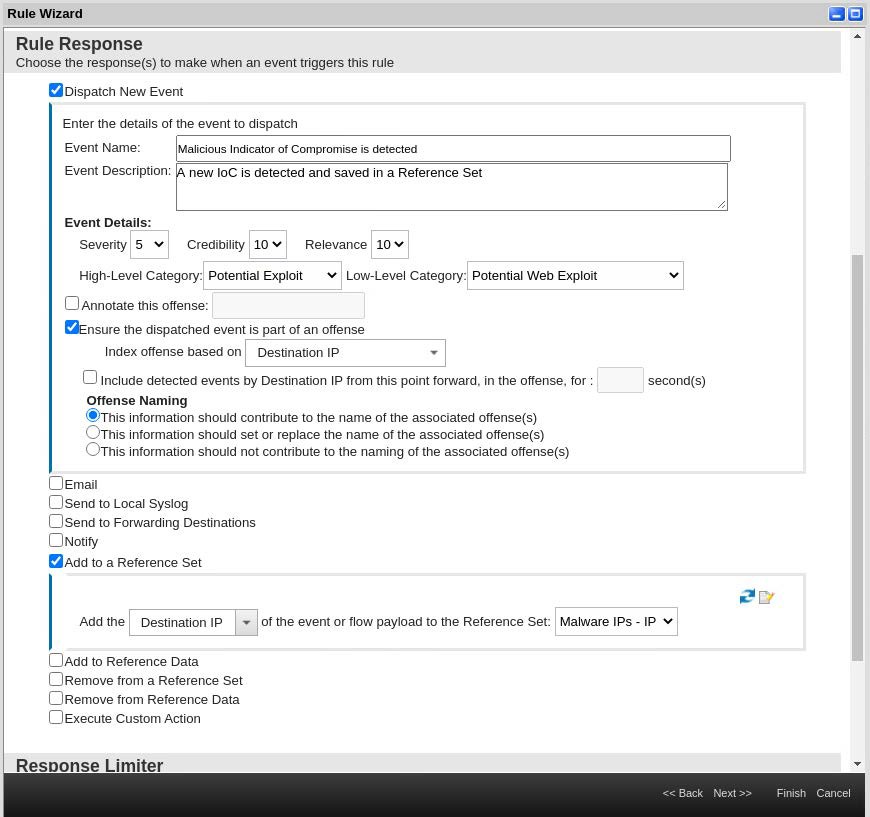 Rule Wizard
Rule Response
Choose the response(s) to make when an event triggers this rule
Dispatch New Event
Enter the details of the event to dispatch
Event Name: Malicious Indicator of Compromise is detected
Event Description: A new IoC is detected and saved in a Reference Set
Event Details:
Severity 5 Credibility 10 Relevance 10
High-Level Category: Potential Exploit Low-Level Category: Potential Web Exploit
Annotate this offense:
Ensure the dispatched event is part of an offense
Index offense based on Destination IP
Include detected events by Destination IP from this point forward, in the offense, for : second(s)
Offense Naming
This information should contribute to the name of the associated offense(s)
This information should set or replace the name of the associated offense(s)
This information should not contribute to the naming of the associated offense(s)
Email
Send to Local Syslog
Send to Forwarding Destinations
Notify
Add to a Reference Set
Add the Destination IP of the event or flow payload to the Reference Set: Malware IPs - IP
Add to Reference Data
Remove from a Reference Set
Remove from Reference Data
Execute Custom Action
Response Limiter
<< Back Next >> Finish Cancel